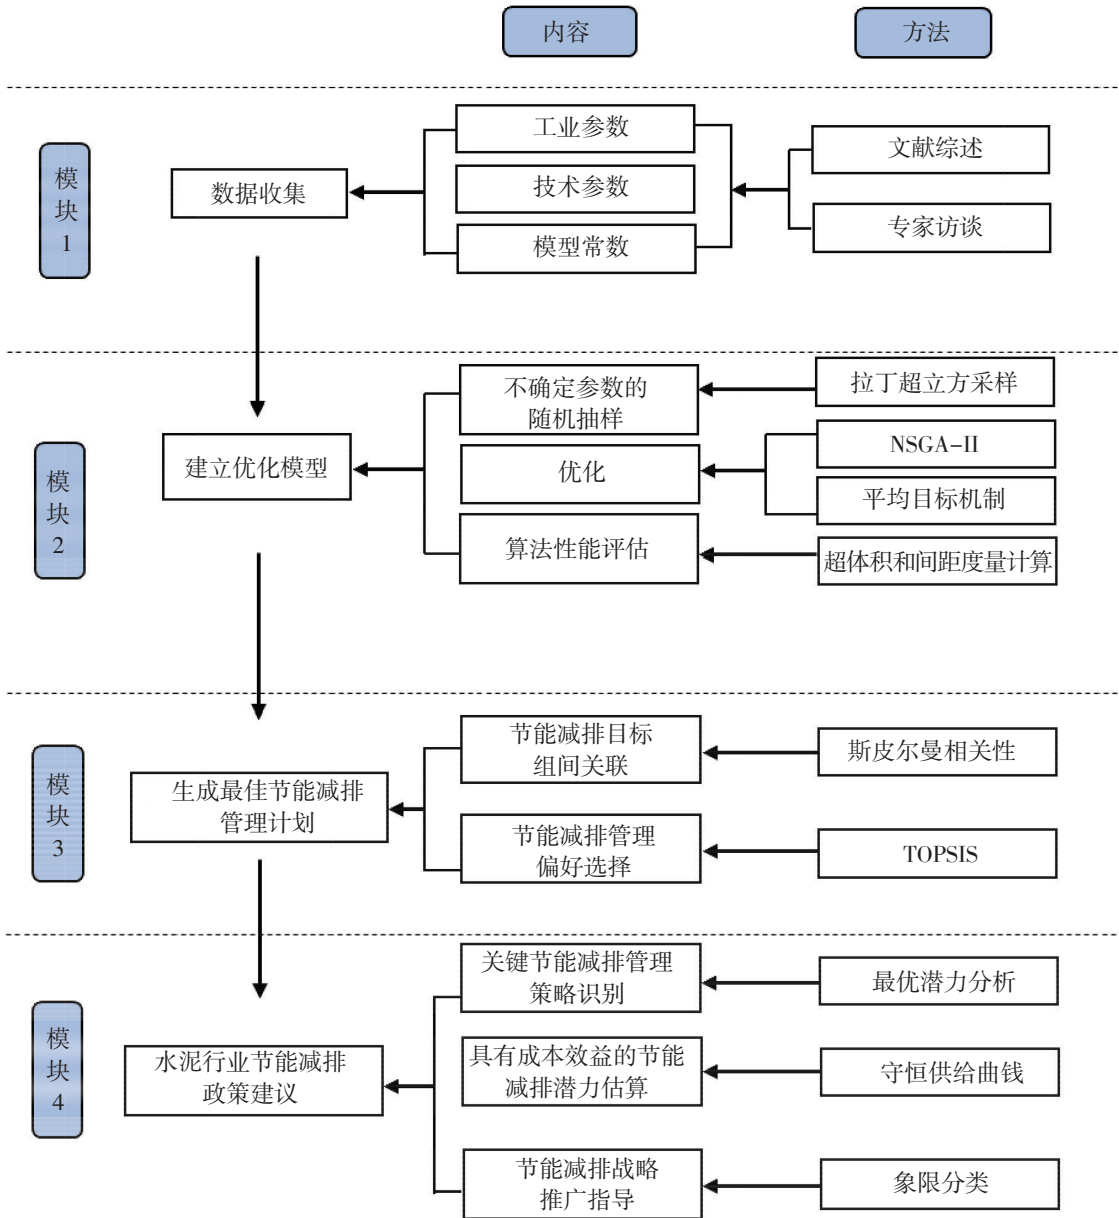 内容
方法
模
块
1
数据收集
工业参数
技术参数
模型常数
文献综述
专家访谈
模
块
2
建立优化模型
不确定参数的
随机抽样
优化
算法性能评估
拉丁超立方采样
NSGA-II
平均目标机制
超体积和间距度量计算
模
块
3
生成最佳节能减排
管理计划
节能减排目标
组间关联
节能减排管理
偏好选择
斯皮尔曼相关性
TOPSIS
模
块
4
水泥行业节能减排
政策建议
关键节能减排管理
策略识别
具有成本效益的节能
减排潜力估算
节能减排战略
推广指导
最优潜力分析
守恒供给曲钱
象限分类